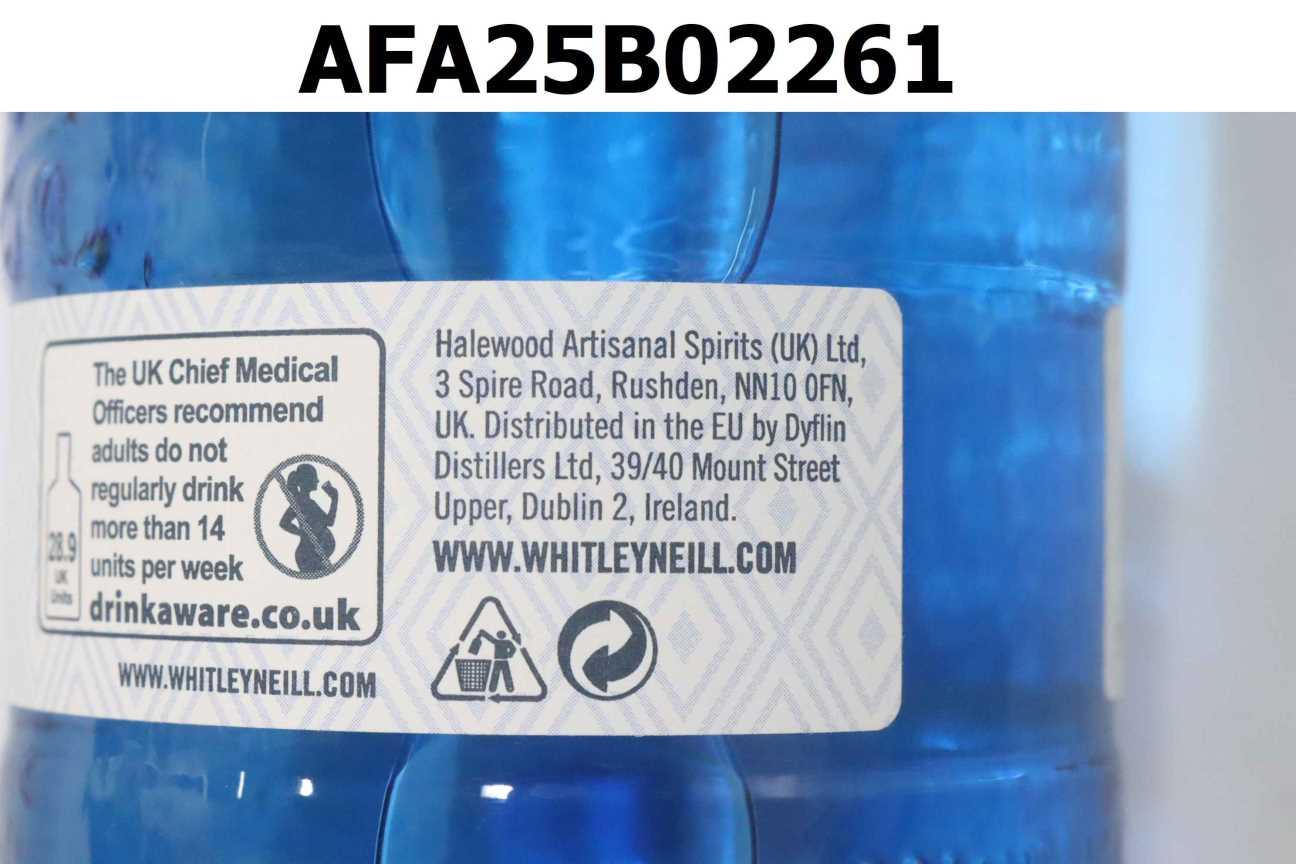 AFA25B02261
The UK Chief Medical
Officers recommend
adults do not
regularly drink
more than 14
units per week
drinkaware.co.uk
28.9
UK
Units
WWW.WHITLEYNEILL.COM
Halewood Artisanal Spirits (UK) Ltd,
3 Spire Road, Rushden, NN10 0FN,
UK. Distributed in the EU by Dyflin
Distillers Ltd, 39/40 Mount Street
Upper, Dublin 2, Ireland.
WWW.WHITLEYNEILL.COM